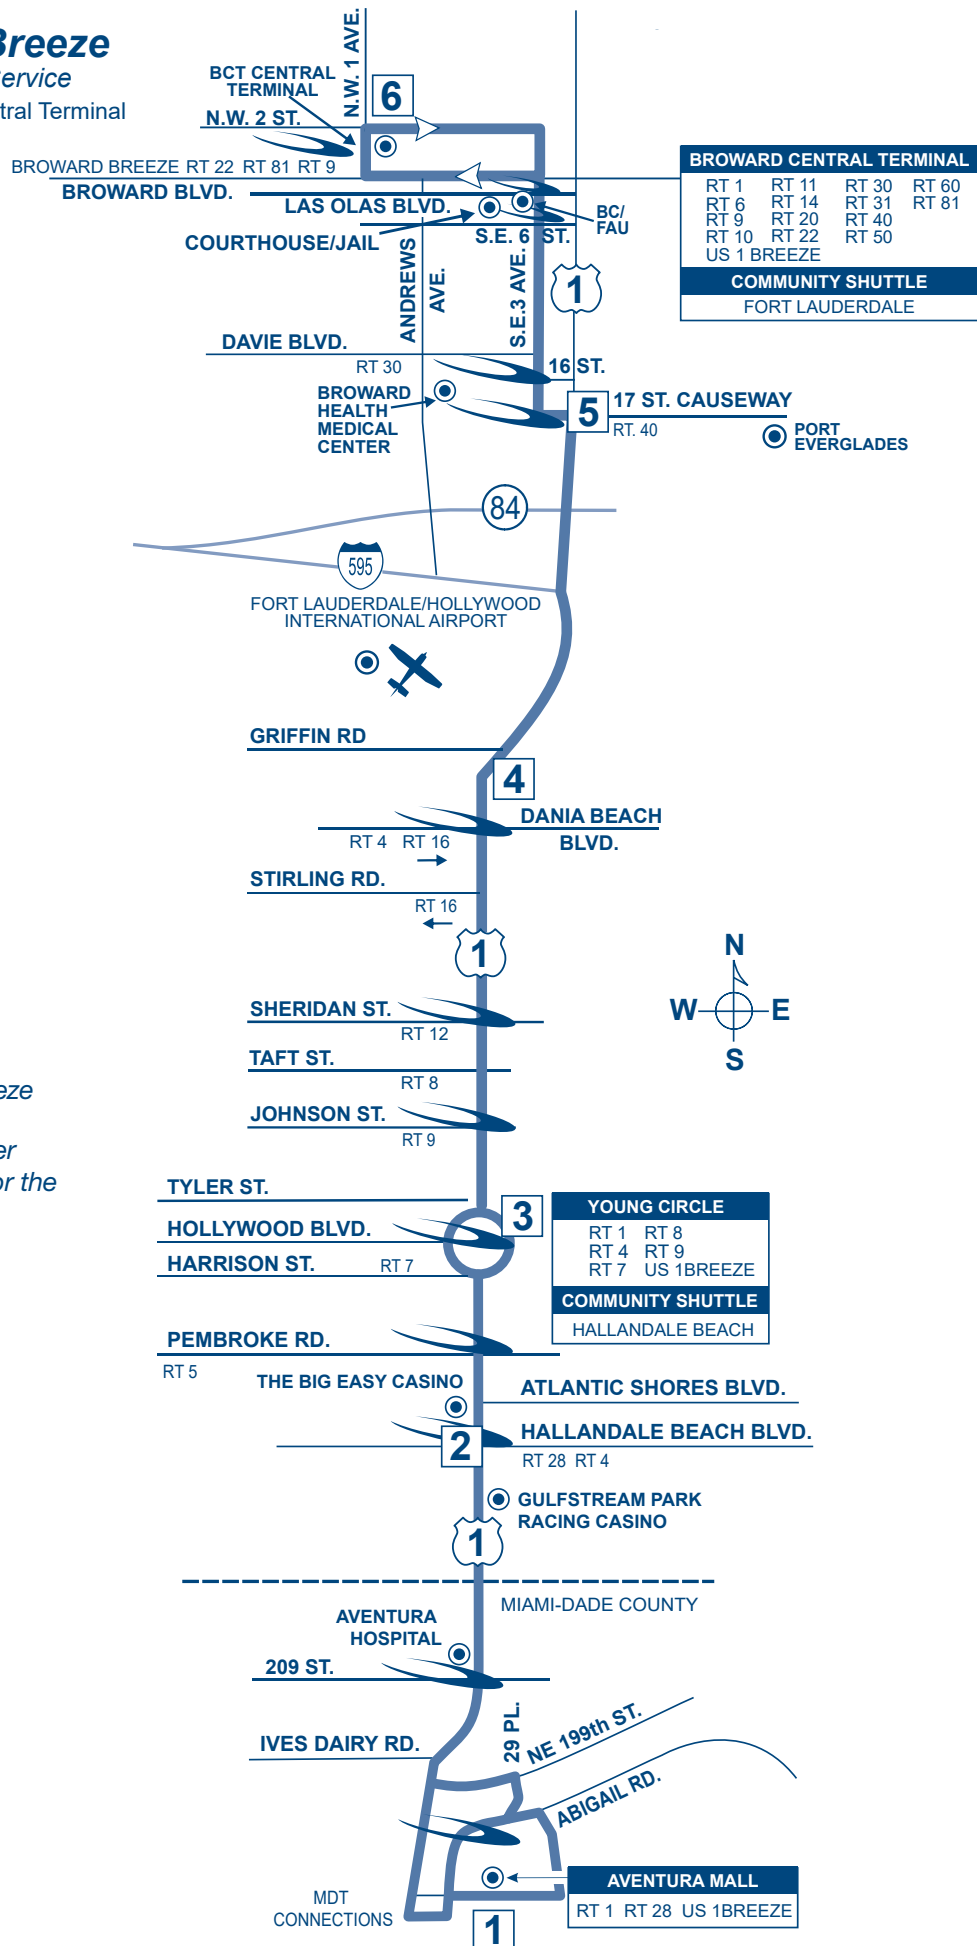 Breeze
ervice
tral Terminal
N.W. 1 AVE.
BCT CENTRAL
TERMINAL
6
N.W. 2 ST.
BROWARD BREEZE RT 22 RT 81 RT 9
BROWARD BLVD.
LAS OLAS BLVD.
BC/
FAU
COURTHOUSE/JAIL
S.E. 6 ST.
BROWARD CENTRAL TERMINAL
RT 1 RT 11 RT 30 RT 60
RT 6 RT 14 RT 31 RT 81
RT 9 RT 20 RT 40
RT 10 RT 22 RT 50
US 1 BREEZE
COMMUNITY SHUTTLE
FORT LAUDERDALE
ANDREWS
AVE.
S.E.3 AVE.
1
DAVIE BLVD.
RT 30
16 ST.
BROWARD
HEALTH
MEDICAL
CENTER
5
17 ST. CAUSEWAY
RT. 40
PORT
EVERGLADES
84
595
FORT LAUDERDALE/HOLLYWOOD
INTERNATIONAL AIRPORT
GRIFFIN RD
4
DANIA BEACH
BLVD.
RT 4 RT 16
STIRLING RD.
RT 16
1
N
W E
S
SHERIDAN ST.
RT 12
TAFT ST.
RT 8
JOHNSON ST.
RT 9
eze
er
or the
TYLER ST.
3
HOLLYWOOD BLVD.
HARRISON ST.
RT 7
YOUNG CIRCLE
RT 1 RT 8
RT 4 RT 9
RT 7 US 1BREEZE
COMMUNITY SHUTTLE
HALLANDALE BEACH
PEMBROKE RD.
RT 5
THE BIG EASY CASINO
ATLANTIC SHORES BLVD.
2
HALLANDALE BEACH BLVD.
RT 28 RT 4
GULFSTREAM PARK
RACING CASINO
1
MIAMI-DADE COUNTY
AVENTURA
HOSPITAL
209 ST.
IVES DAIRY RD.
29 PL.
NE 199th ST.
ABIGAIL RD.
MDT
CONNECTIONS
1
AVENTURA MALL
RT 1 RT 28 US 1BREEZE